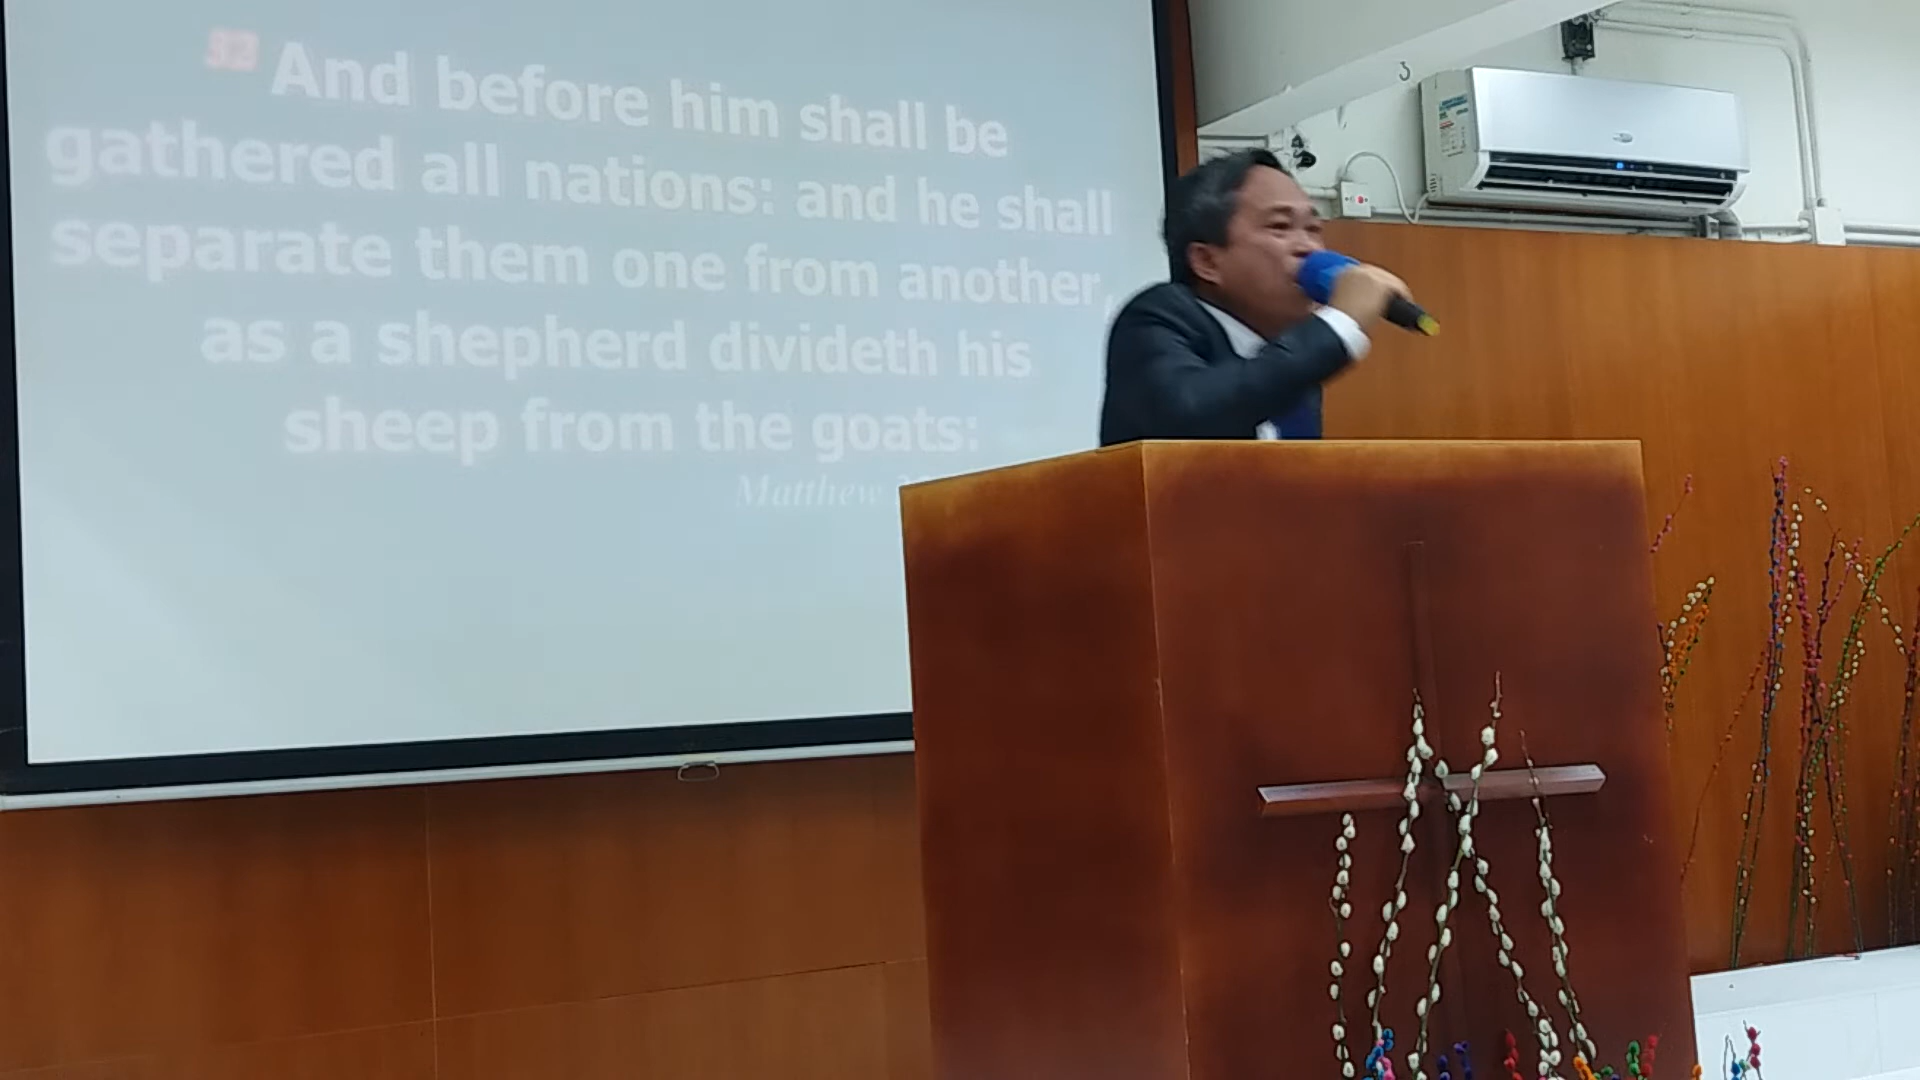 32 And before him shall be
gathered all nations: and he shall
separate them one from another,
as a shepherd divideth his
sheep from the goats:
Matthew